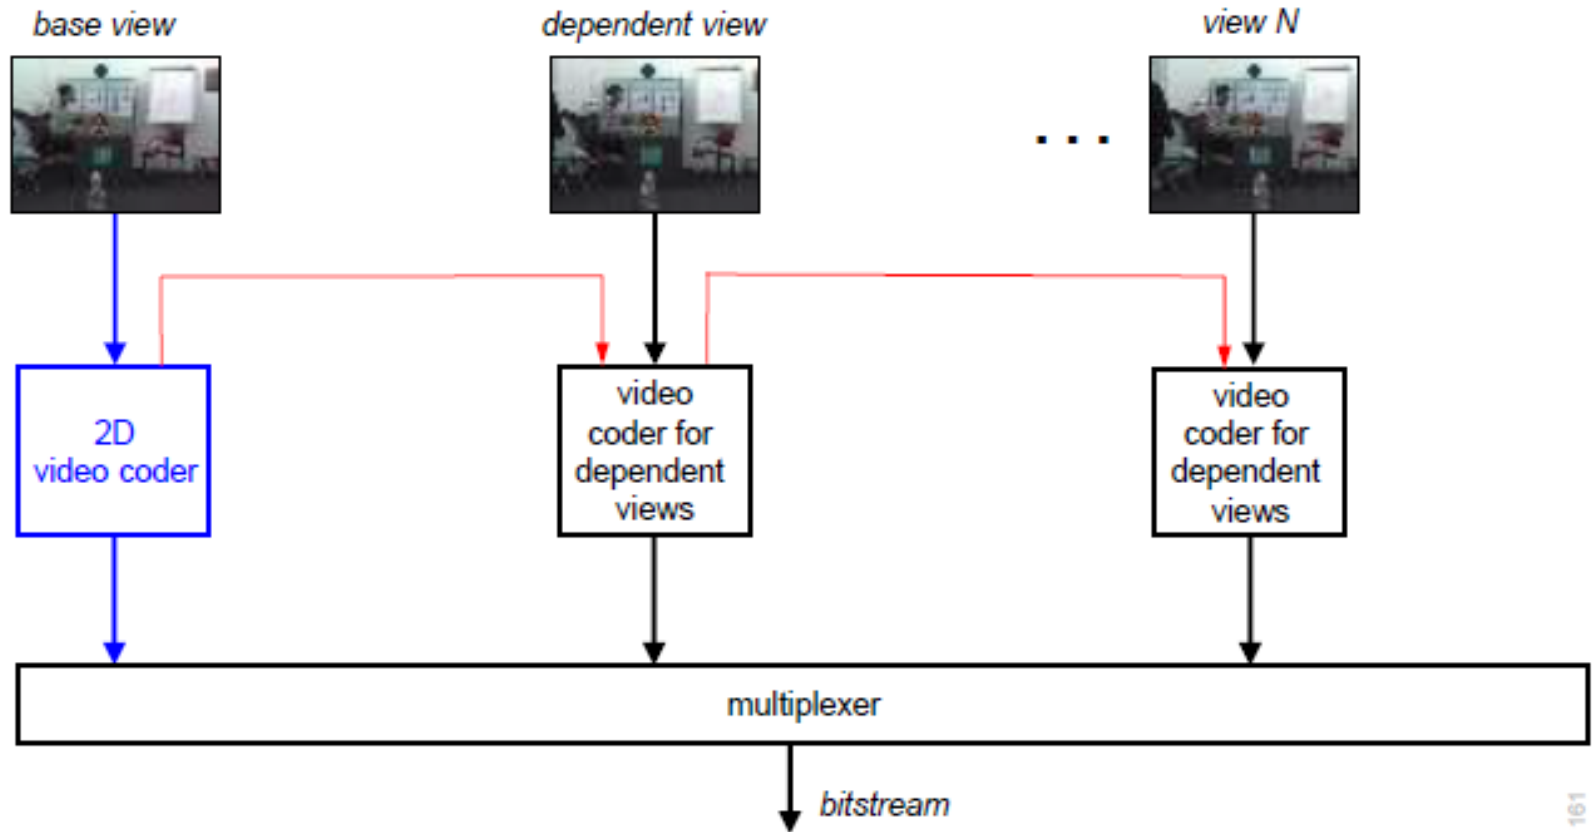 base view
dependent view
view N
. . .
2D
video coder
video
coder for
dependent
views
video
coder for
dependent
views
multiplexer
bitstream
161